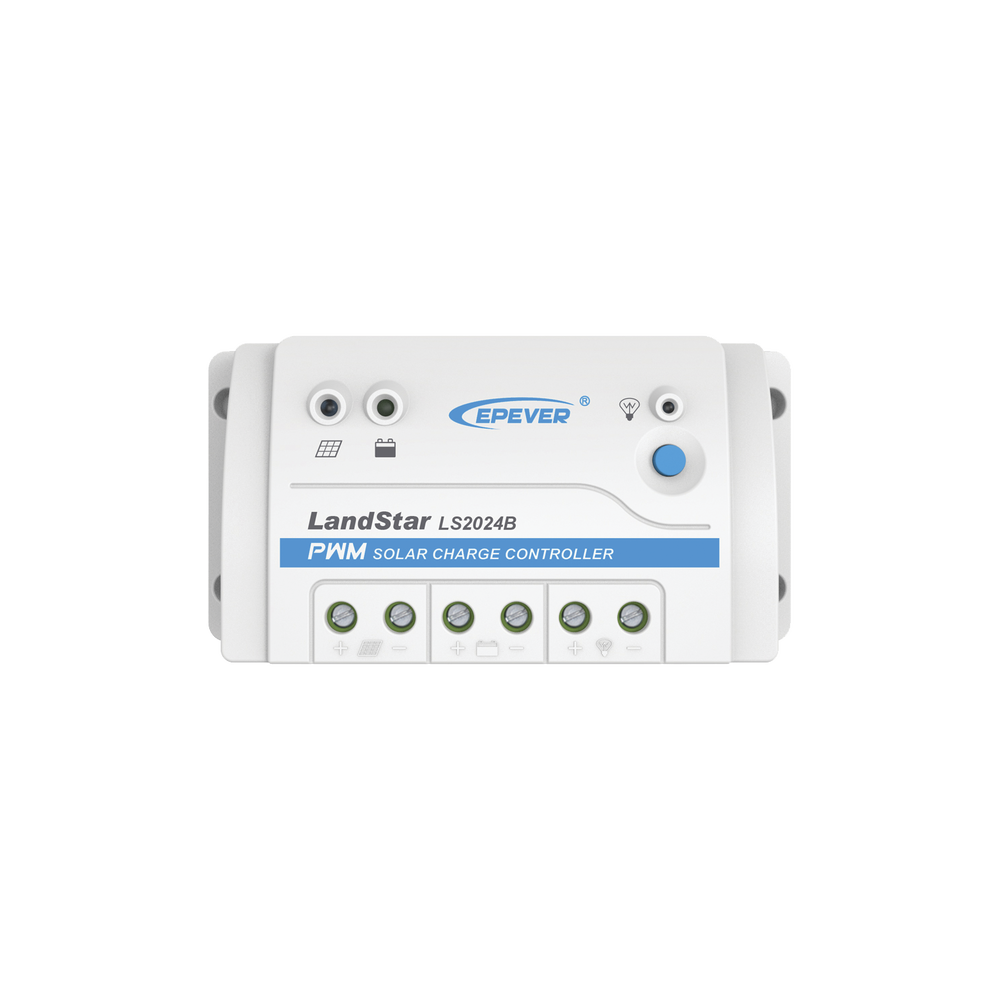 EPEVER®
LandStar LS2024B
PWM SOLAR CHARGE CONTROLLER
+ − + − + −